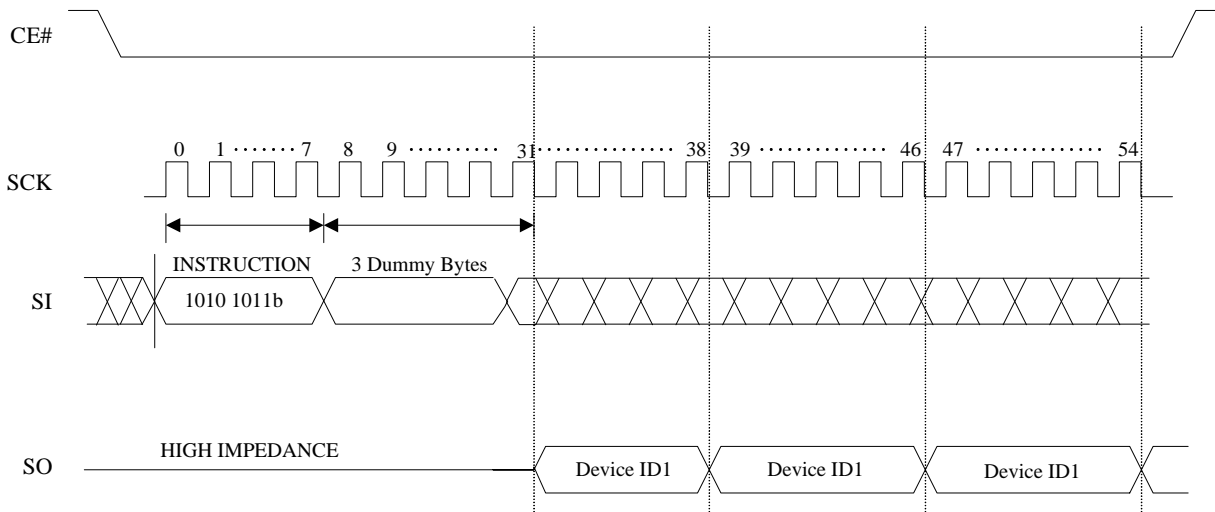 CE#
0 1 ........ 7 8 9 ........... 31 ................. 38 39 ................ 46 47 ................ 54
SCK
INSTRUCTION 3 Dummy Bytes
SI 1010 1011b
HIGH IMPEDANCE
SO Device ID1 Device ID1 Device ID1